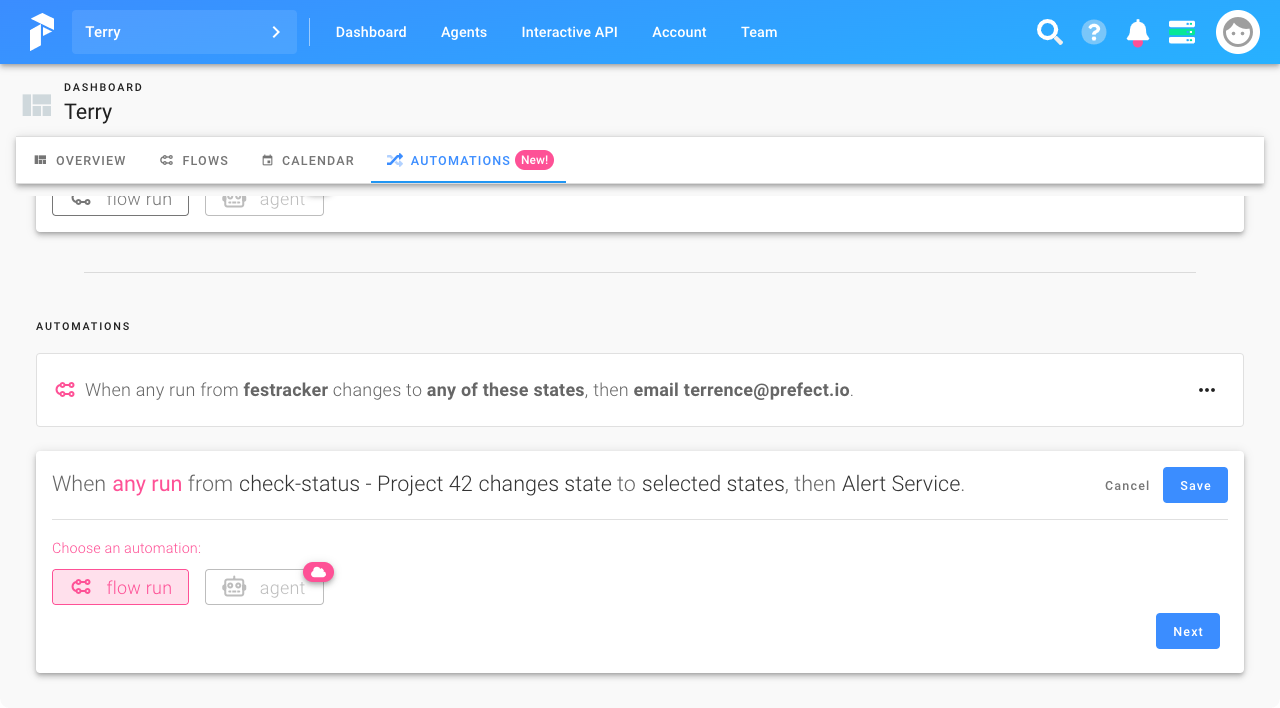 Terry
Dashboard
Agents
Interactive API
Account
Team
DASHBOARD
Terry
OVERVIEW
FLOWS
CALENDAR
AUTOMATIONS New!
flow run
agent
AUTOMATIONS
When any run from festracker changes to any of these states, then email terrence@prefect.io.
When any run from check-status - Project 42 changes state to selected states, then Alert Service.
Cancel
Save
Choose an automation:
flow run
agent
Next